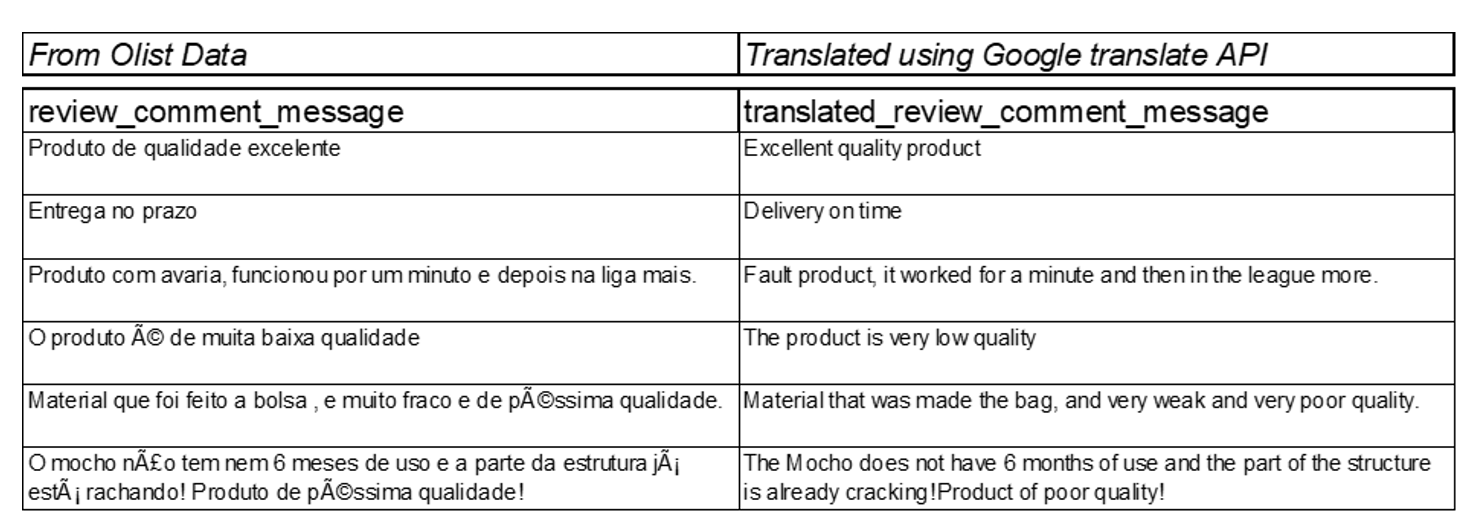 From Olist Data
Translated using Google translate API
review_comment_message
translated_review_comment_message
Produto de qualidade excelente
Excellent quality product
Entrega no prazo
Delivery on time
Produto com avaria, funcionou por um minuto e depois na liga mais.
Fault product, it worked for a minute and then in the league more.
O produto Ã© de muita baixa qualidade
The product is very low quality
Material que foi feito a bolsa , e muito fraco e de pÃ©ssima qualidade.
Material that was made the bag, and very weak and very poor quality.
O mocho nÃ£o tem nem 6 meses de uso e a parte da estrutura jÃ¡
estÃ¡ rachando! Produto de pÃ©ssima qualidade!
The Mocho does not have 6 months of use and the part of the structure
is already cracking!Product of poor quality!